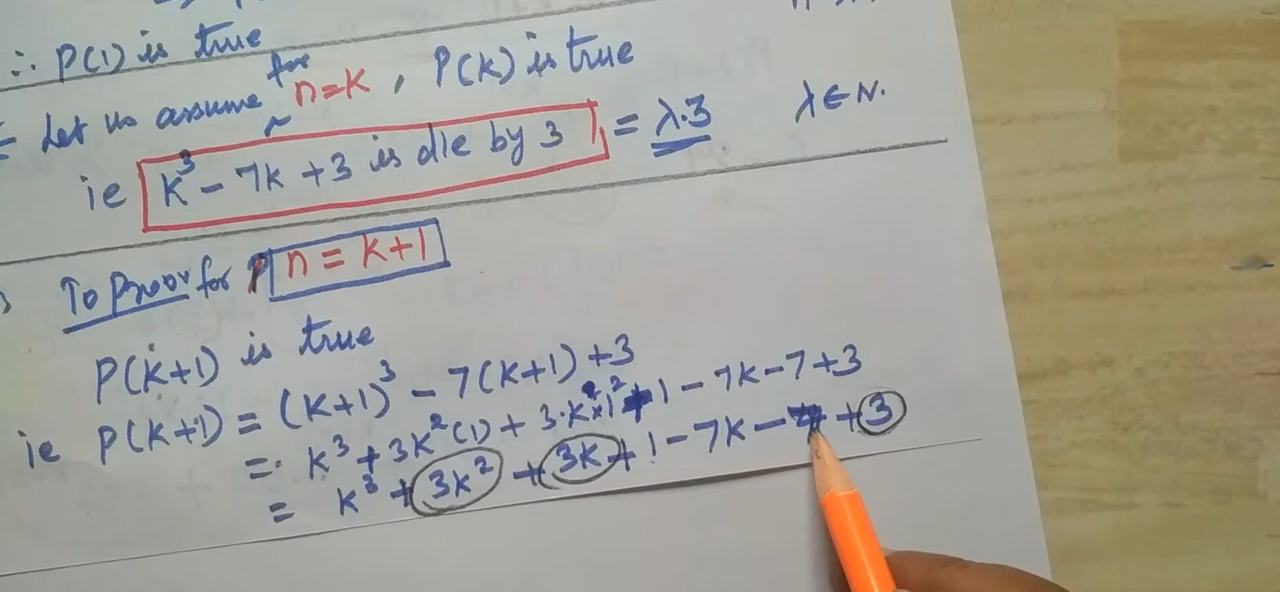 ∴ P(1) is true
Let us assume for n=k, P(k) is true
ie k³ - 7k + 3 is d/e by 3 = λ.3 λ ∈ N.
To Proov for n = k+1
P(k+1) is true
ie P(k+1) = (k+1)³ - 7(k+1) + 3
= k³ + 3k²(1) + 3·k×1² + 1 - 7k - 7 + 3
= k³ + 3k² + 3k + 1 - 7k - 7 + 3